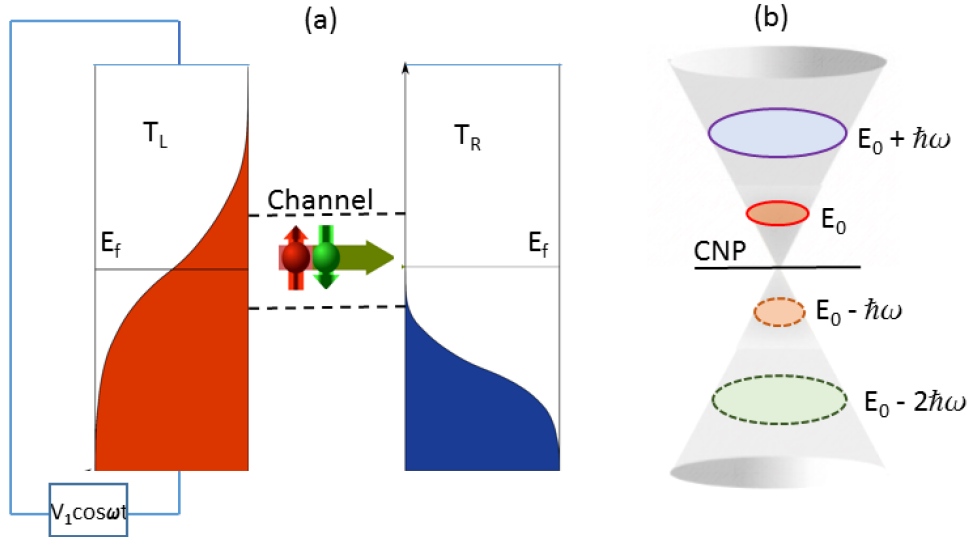 (a)
(b)
T_L
T_R
E_0 + ℏω
Channel
E_0
E_f
E_f
CNP
E_0 - ℏω
E_0 - 2ℏω
V_1cosωt